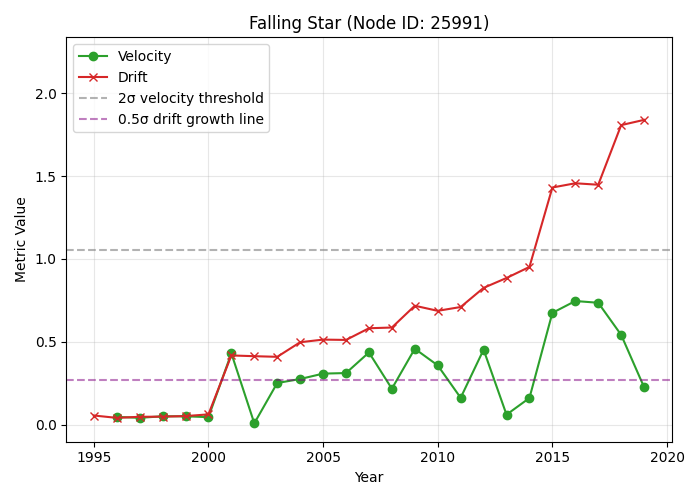 Falling Star (Node ID: 25991)
Velocity
Drift
2σ velocity threshold
0.5σ drift growth line
Metric Value
2.0
1.5
1.0
0.5
0.0
1995 2000 2005 2010 2015 2020
Year